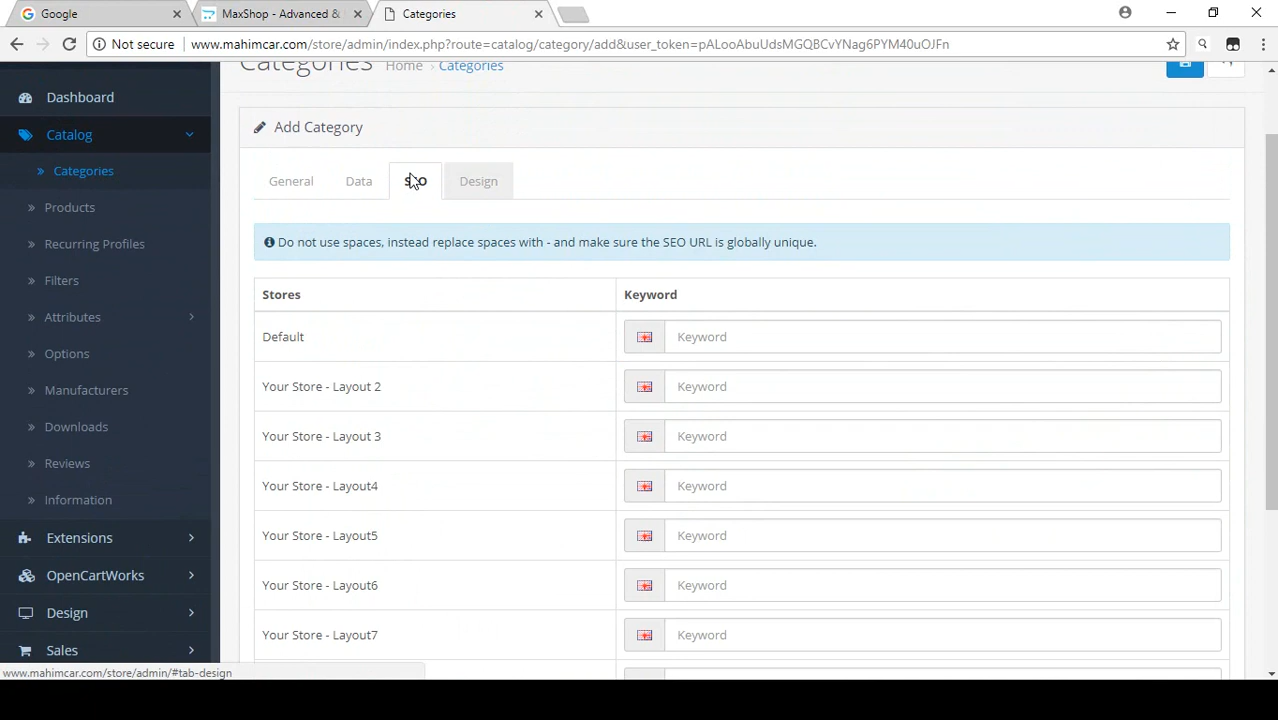 Google
MaxShop - Advanced &
Categories
Not secure
www.mahimcar.com/store/admin/index.php?route=catalog/category/add&user_token=pALooAbuUdsMGQBCvYNag6PYM40uOJFn
Categories Home » Categories
Dashboard
Catalog
Categories
Products
Recurring Profiles
Filters
Attributes
Options
Manufacturers
Downloads
Reviews
Information
Extensions
OpenCartWorks
Design
Sales
Add Category
General Data SEO Design
Do not use spaces, instead replace spaces with - and make sure the SEO URL is globally unique.
Stores Keyword
Default Keyword
Your Store - Layout 2 Keyword
Your Store - Layout 3 Keyword
Your Store - Layout4 Keyword
Your Store - Layout5 Keyword
Your Store - Layout6 Keyword
Your Store - Layout7 Keyword
www.mahimcar.com/store/admin/#tab-design